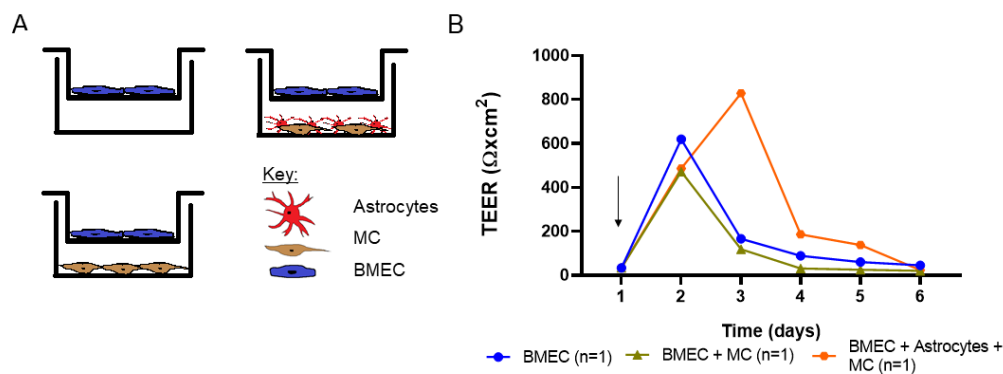 A
Key:
Astrocytes
MC
BMEC
B
TEER (Ωxcm²)
1000
800
600
400
200
0
1 2 3 4 5 6
Time (days)
BMEC (n=1) BMEC + MC (n=1) BMEC + Astrocytes +
MC (n=1)